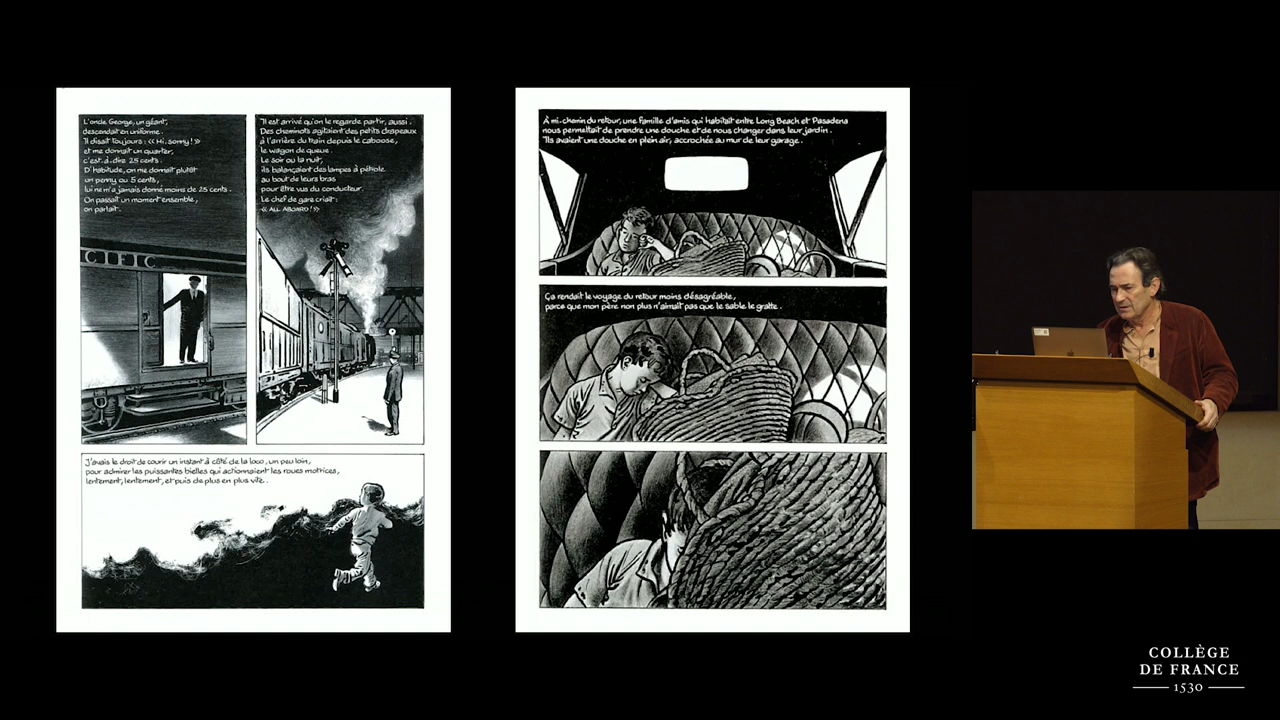 L'oncle George, un géant,
descendait en uniforme.
Il disait toujours : « Hi, sonny ! »
et me donnait un quarter,
c'est-à-dire 25 cents.
D'habitude, on me donnait plutôt
un penny ou 5 cents,
lui ne m'a jamais donné moins de 25 cents.
On passait un moment ensemble,
on parlait.
Il est arrivé qu'on le regarde partir, aussi.
Des cheminots agitaient des petits drapeaux
à l'arrière du train depuis le caboose,
le wagon de queue.
Le soir ou la nuit,
ils balançaient des lampes à pétrole
au bout de leurs bras
pour être vus du conducteur.
Le chef de gare criait :
« ALL ABOARD ! »
CIFIC
J'avais le droit de courir un instant à côté de la loco, un peu loin,
pour admirer les puissantes bielles qui actionnaient les roues motrices,
lentement, lentement, et puis de plus en plus vite.
À mi-chemin du retour, une famille d'amis qui habitait entre Long Beach et Pasadena
nous permettait de prendre une douche et de nous changer dans leur jardin.
Ils avaient une douche en plein air, accrochée au mur de leur garage.
Ça rendait le voyage du retour moins désagréable,
parce que mon père non plus n'aimait pas que le sable le gratte.
COLLÈGE
DE FRANCE
1530